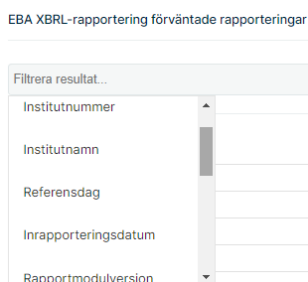 EBA XBRL-rapportering förväntade rapporteringar
Filtrera resultat...
Institutnummer
Institutnamn
Referensdag
Inrapporteringsdatum
Rapportmodulversion